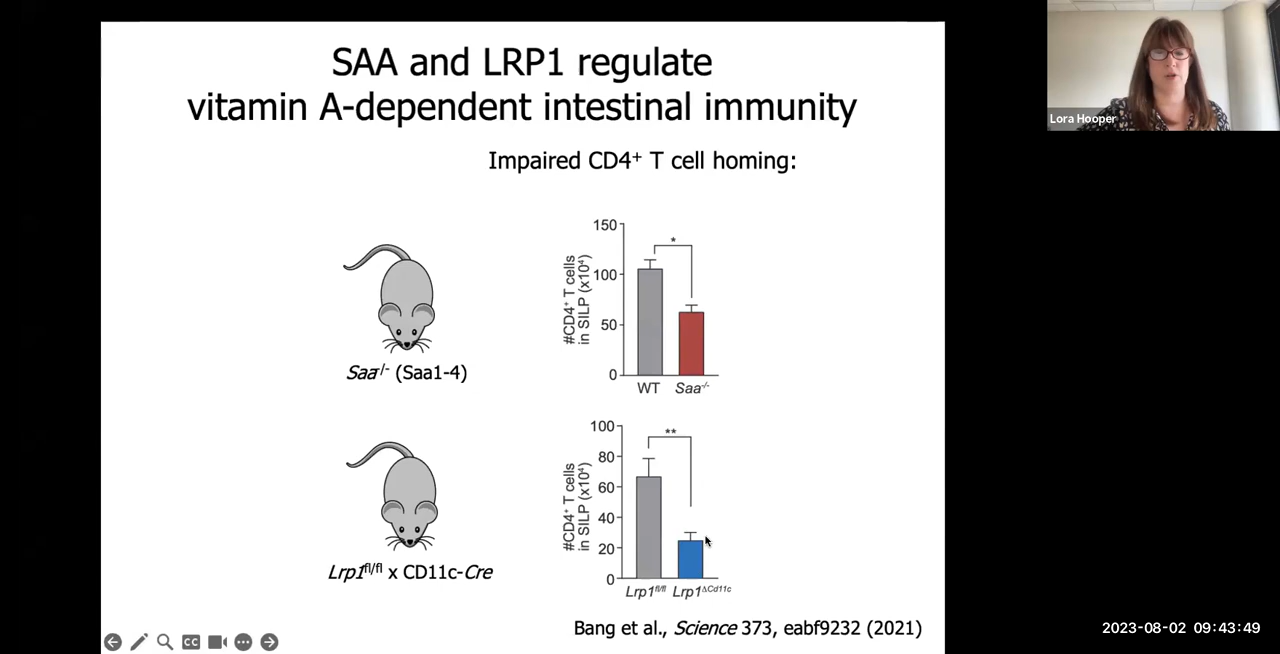 SAA and LRP1 regulate
vitamin A-dependent intestinal immunity
Lora Hooper
Impaired CD4⁺ T cell homing:
Saa⁻/⁻ (Saa1-4)
#CD4⁺ T cells
in SILP (x10⁴)
150
100
50
0
*
WT Saa⁻/⁻
Lrp1fl/fl x CD11c-Cre
#CD4⁺ T cells
in SILP (x10⁴)
100
80
60
40
20
0
**
Lrp1fl/fl Lrp1ΔCd11c
Bang et al., Science 373, eabf9232 (2021)
CC
2023-08-02 09:43:49